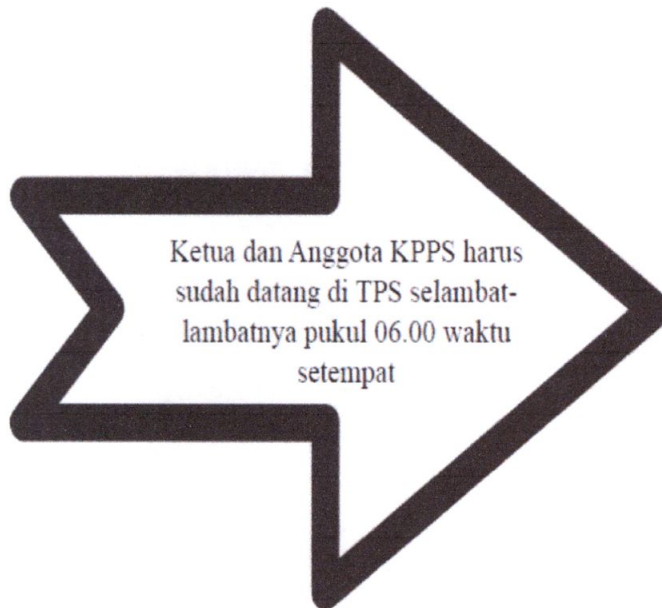 Ketua dan Anggota KPPS harus
sudah datang di TPS selambat-
lambatnya pukul 06.00 waktu
setempat